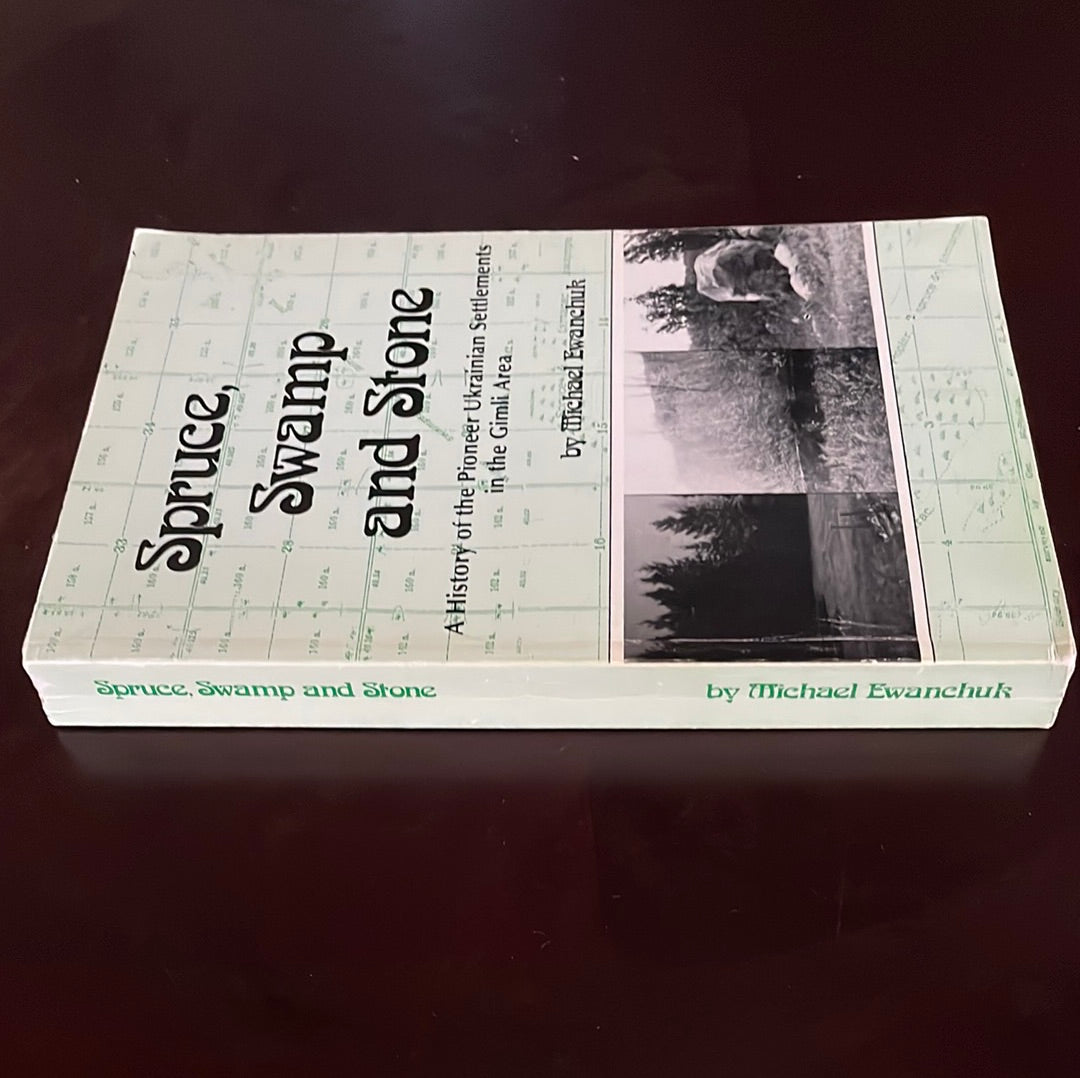 Spruce,
Swamp
and Stone
A History of the Pioneer Ukrainian Settlements
in the Gimli Area
by Michael Ewanchuk
Spruce, Swamp and Stone
by Michael Ewanchuk